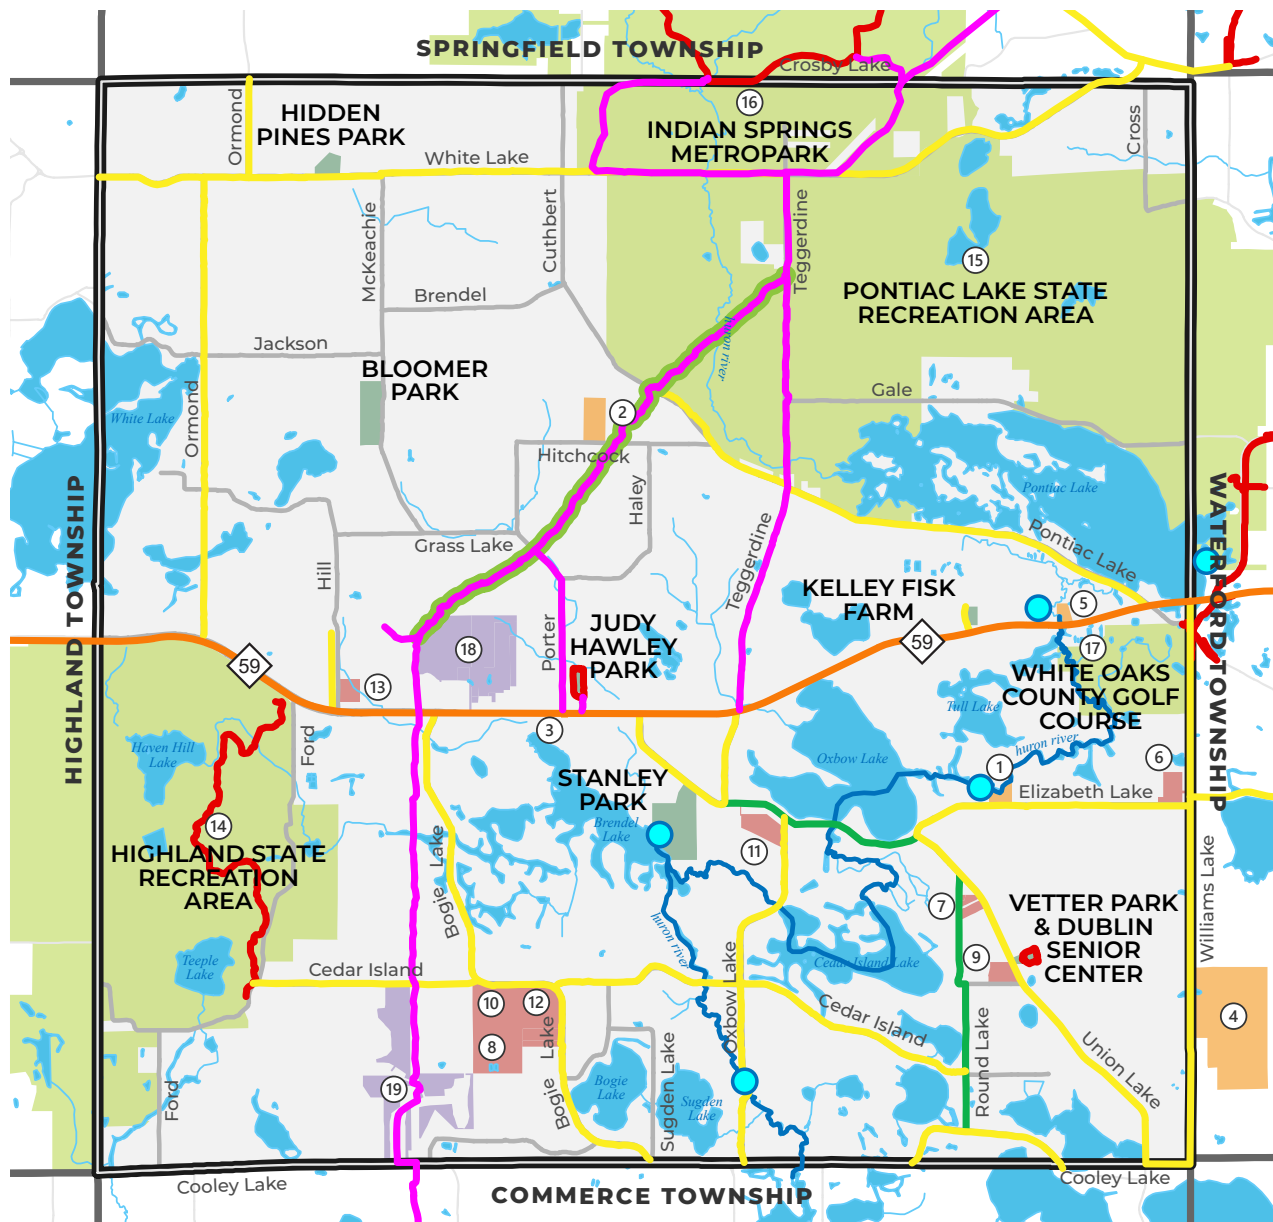 SPRINGFIELD TOWNSHIP
Crosby Lake
16
HIDDEN
PINES PARK
Ormond
INDIAN SPRINGS
METROPARK
Cross
White Lake
McKeachie
Cuthbert
Teggerdine
15
PONTIAC LAKE STATE
RECREATION AREA
Brendel
Jackson
huron river
BLOOMER
PARK
Gale
White Lake
Ormond
2
Hitchcock
Haley
Pontiac Lake
HIGHLAND TOWNSHIP
WATERFORD TOWNSHIP
Grass Lake
Pontiac Lake
Hill
Teggerdine
KELLEY FISK
FARM
5
59
Porter
JUDY
HAWLEY
PARK
18
17
59
13
WHITE OAKS
COUNTY GOLF
COURSE
Tull Lake
huron river
3
Ford
Haven Hill
Lake
Oxbow Lake
6
1
STANLEY
PARK
Elizabeth Lake
14
Brendel
Lake
HIGHLAND STATE
RECREATION
AREA
Bogie Lake
11
Williams Lake
7
VETTER PARK
& DUBLIN
SENIOR
CENTER
huron river
Teeple
Lake
Cedar Island
Cedar Island Lake
9
Oxbow Lake
10
12
Cedar Island
4
8
Bogie Lake
Sugden Lake
Round Lake
Union Lake
Ford
19
Bogie
Lake
Sugden
Lake
Cooley Lake
Cooley Lake
COMMERCE TOWNSHIP